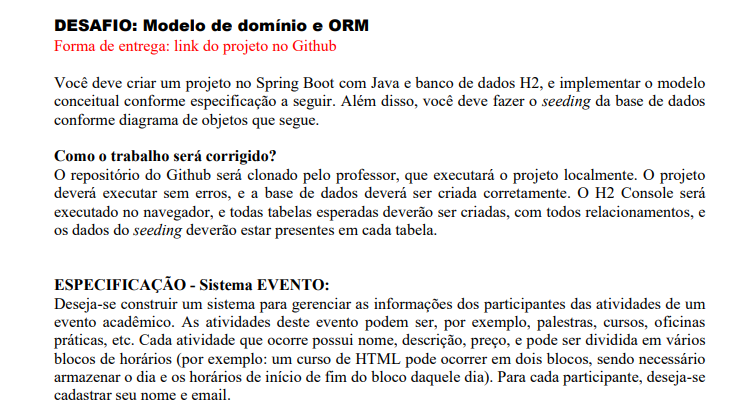 DESAFIO: Modelo de domínio e ORM
Forma de entrega: link do projeto no Github
Você deve criar um projeto no Spring Boot com Java e banco de dados H2, e implementar o modelo
conceitual conforme especificação a seguir. Além disso, você deve fazer o seeding da base de dados
conforme diagrama de objetos que segue.
Como o trabalho será corrigido?
O repositório do Github será clonado pelo professor, que executará o projeto localmente. O projeto
deverá executar sem erros, e a base de dados deverá ser criada corretamente. O H2 Console será
executado no navegador, e todas tabelas esperadas deverão ser criadas, com todos relacionamentos, e
os dados do seeding deverão estar presentes em cada tabela.
ESPECIFICAÇÃO - Sistema EVENTO:
Deseja-se construir um sistema para gerenciar as informações dos participantes das atividades de um
evento acadêmico. As atividades deste evento podem ser, por exemplo, palestras, cursos, oficinas
práticas, etc. Cada atividade que ocorre possui nome, descrição, preço, e pode ser dividida em vários
blocos de horários (por exemplo: um curso de HTML pode ocorrer em dois blocos, sendo necessário
armazenar o dia e os horários de início de fim do bloco daquele dia). Para cada participante, deseja-se
cadastrar seu nome e email.